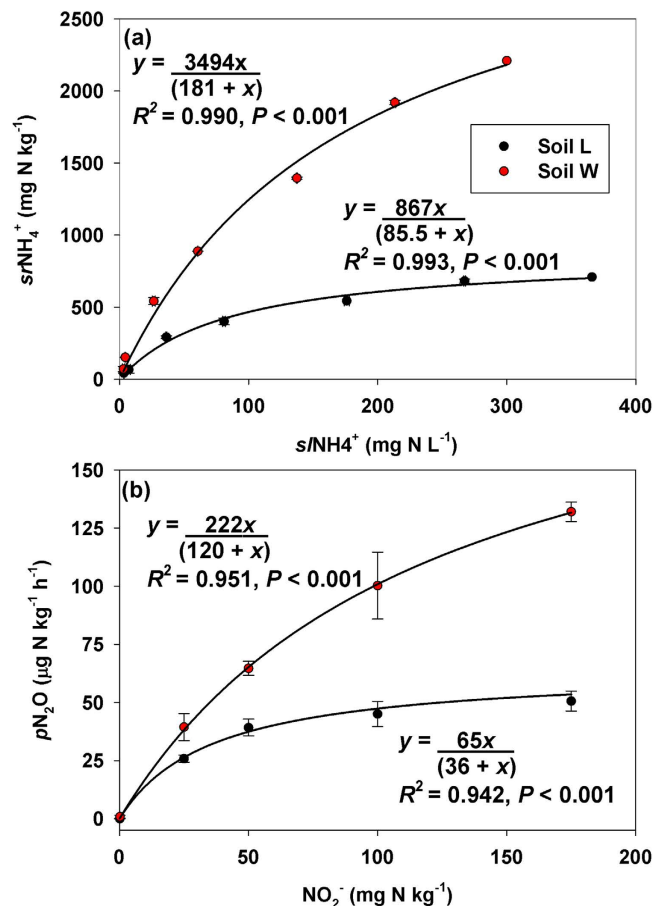 (a)
y = 3494x
(181 + x)
R² = 0.990, P < 0.001
Soil L
Soil W
y = 867x
(85.5 + x)
R² = 0.993, P < 0.001
srNH₄⁺ (mg N kg⁻¹)
2500
2000
1500
1000
500
0
0 100 200 300 400
slNH4⁺ (mg N L⁻¹)
(b)
y = 222x
(120 + x)
R² = 0.951, P < 0.001
y = 65x
(36 + x)
R² = 0.942, P < 0.001
pN₂O (µg N kg⁻¹ h⁻¹)
150
125
100
75
50
25
0
0 50 100 150 200
NO₂⁻ (mg N kg⁻¹)